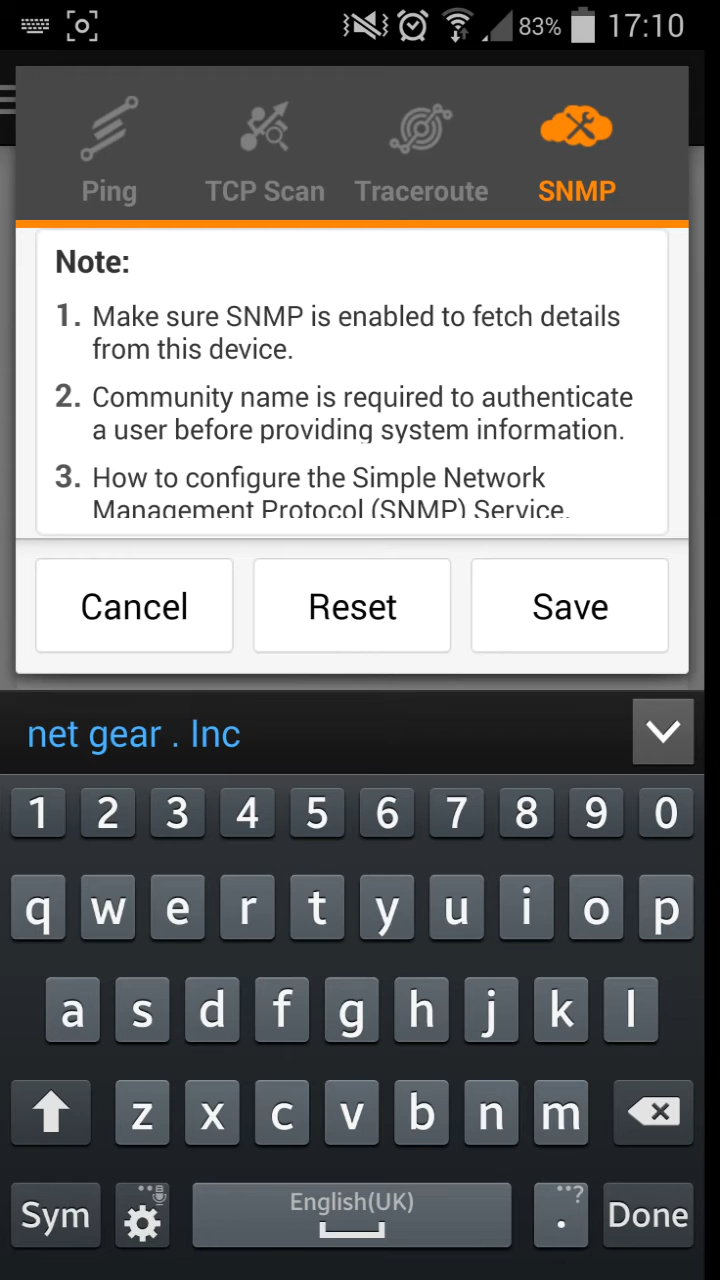 83% 17:10
Ping TCP Scan Traceroute SNMP
Note:
1. Make sure SNMP is enabled to fetch details
from this device.
2. Community name is required to authenticate
a user before providing system information.
3. How to configure the Simple Network
Management Protocol (SNMP) Service.
Cancel Reset Save
net gear . Inc
1 2 3 4 5 6 7 8 9 0
q w e r t y u i o p
a s d f g h j k l
z x c v b n m
Sym English(UK) . ? Done